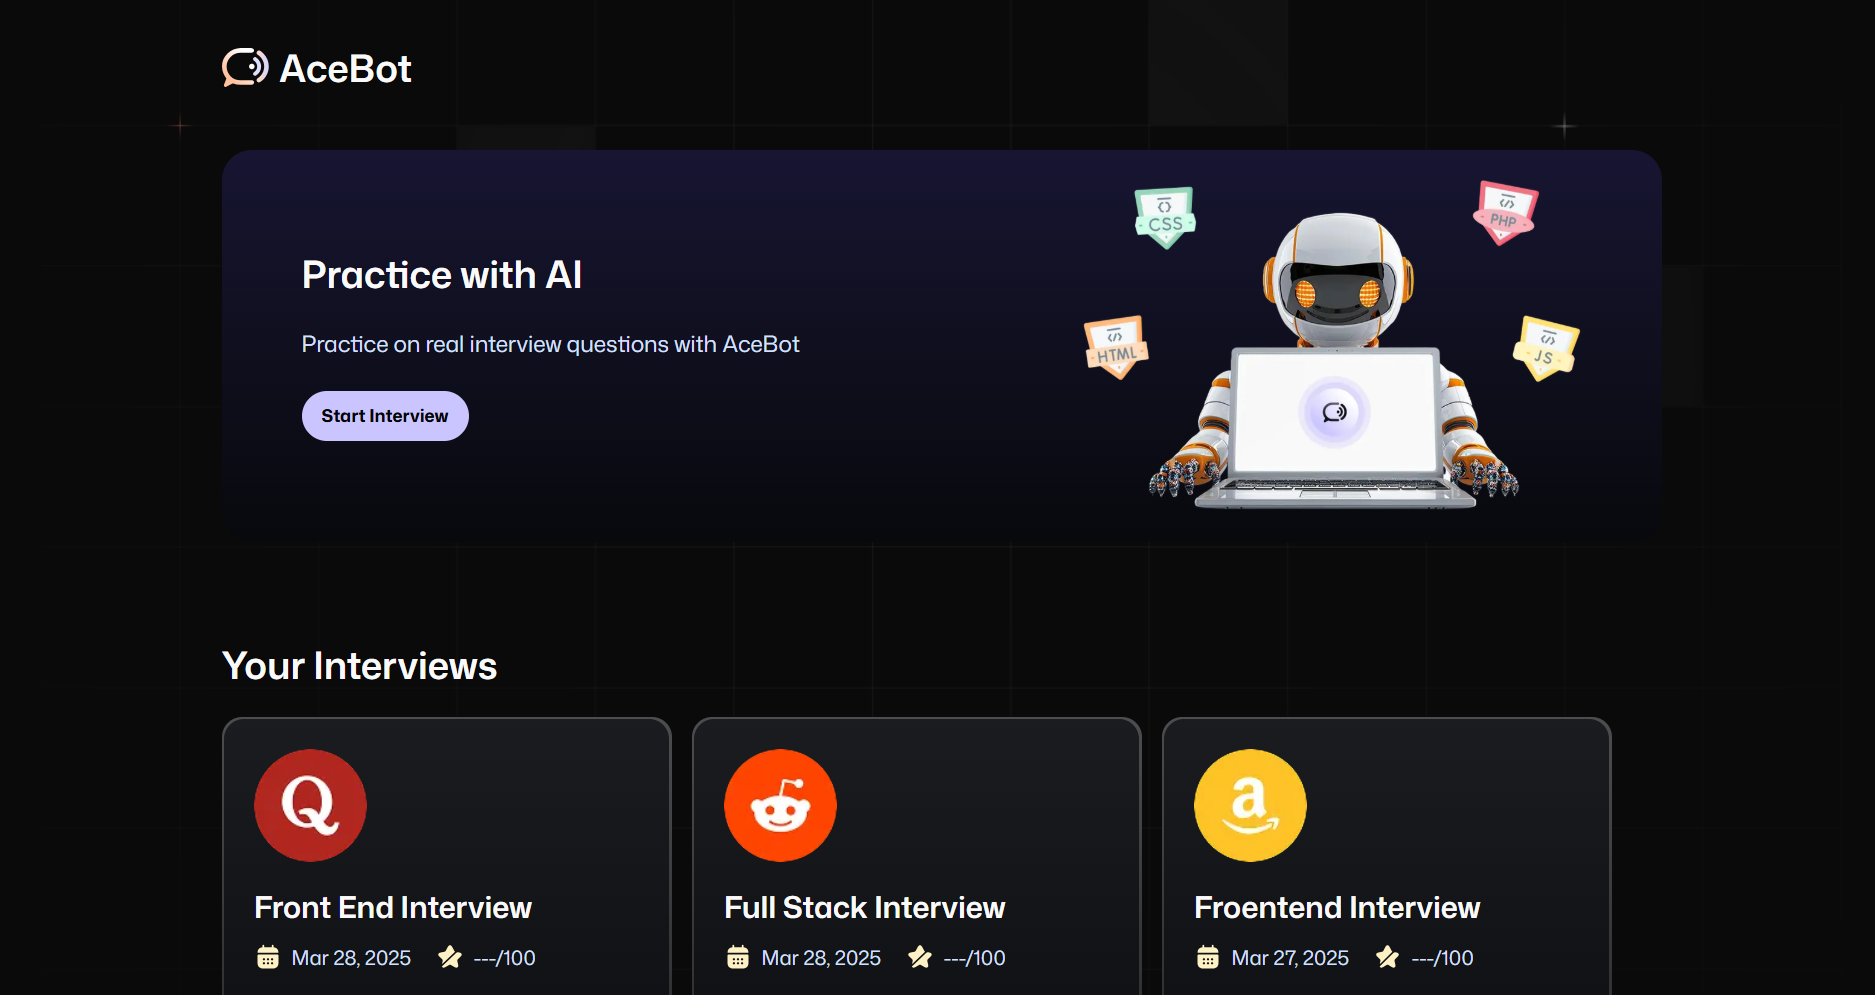 AceBot
CSS
PHP
Practice with AI
HTML
JS
Practice on real interview questions with AceBot
Start Interview
Your Interviews
Q
a
Front End Interview
Full Stack Interview
Froentend Interview
Mar 28, 2025 ---/100
Mar 28, 2025 ---/100
Mar 27, 2025 ---/100